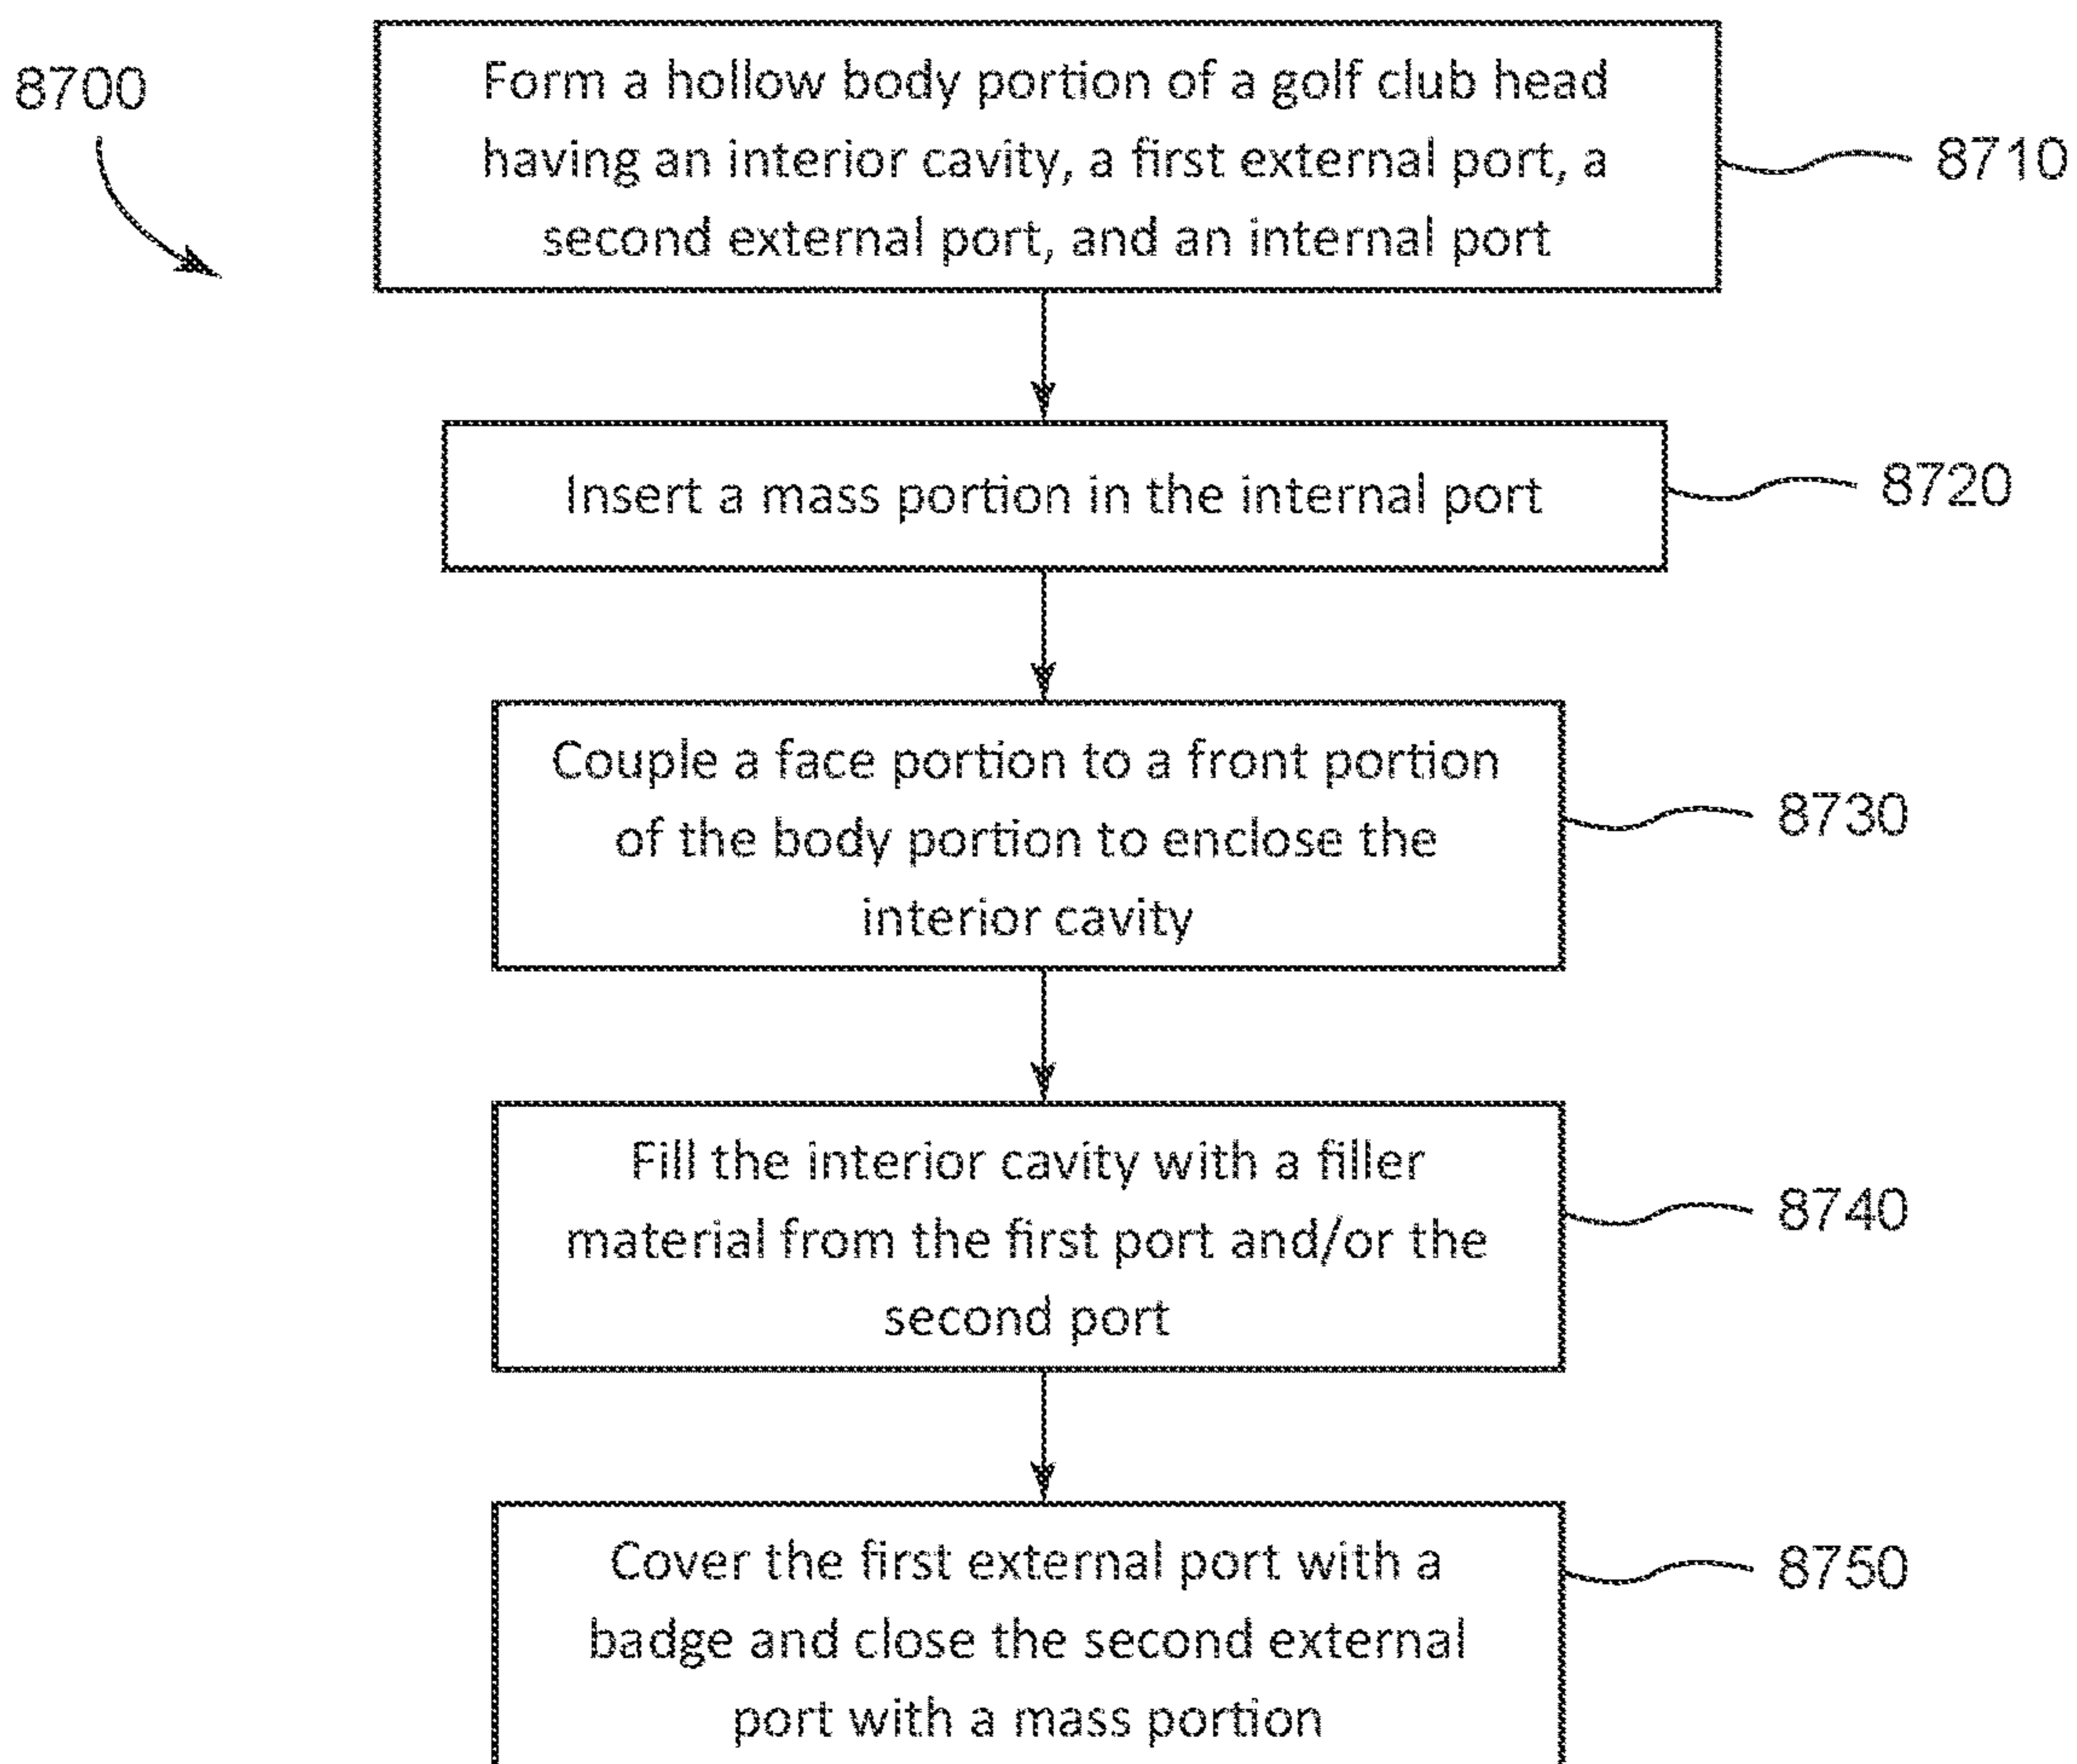 8700
Form a hollow body portion of a golf club head
having an interior cavity, a first external port, a
second external port, and an internal port
8710
Insert a mass portion in the internal port
8720
Couple a face portion to a front portion
of the body portion to enclose the
interior cavity
8730
Fill the interior cavity with a filler
material from the first port and/or the
second port
8740
Cover the first external port with a
badge and close the second external
port with a mass portion
8750